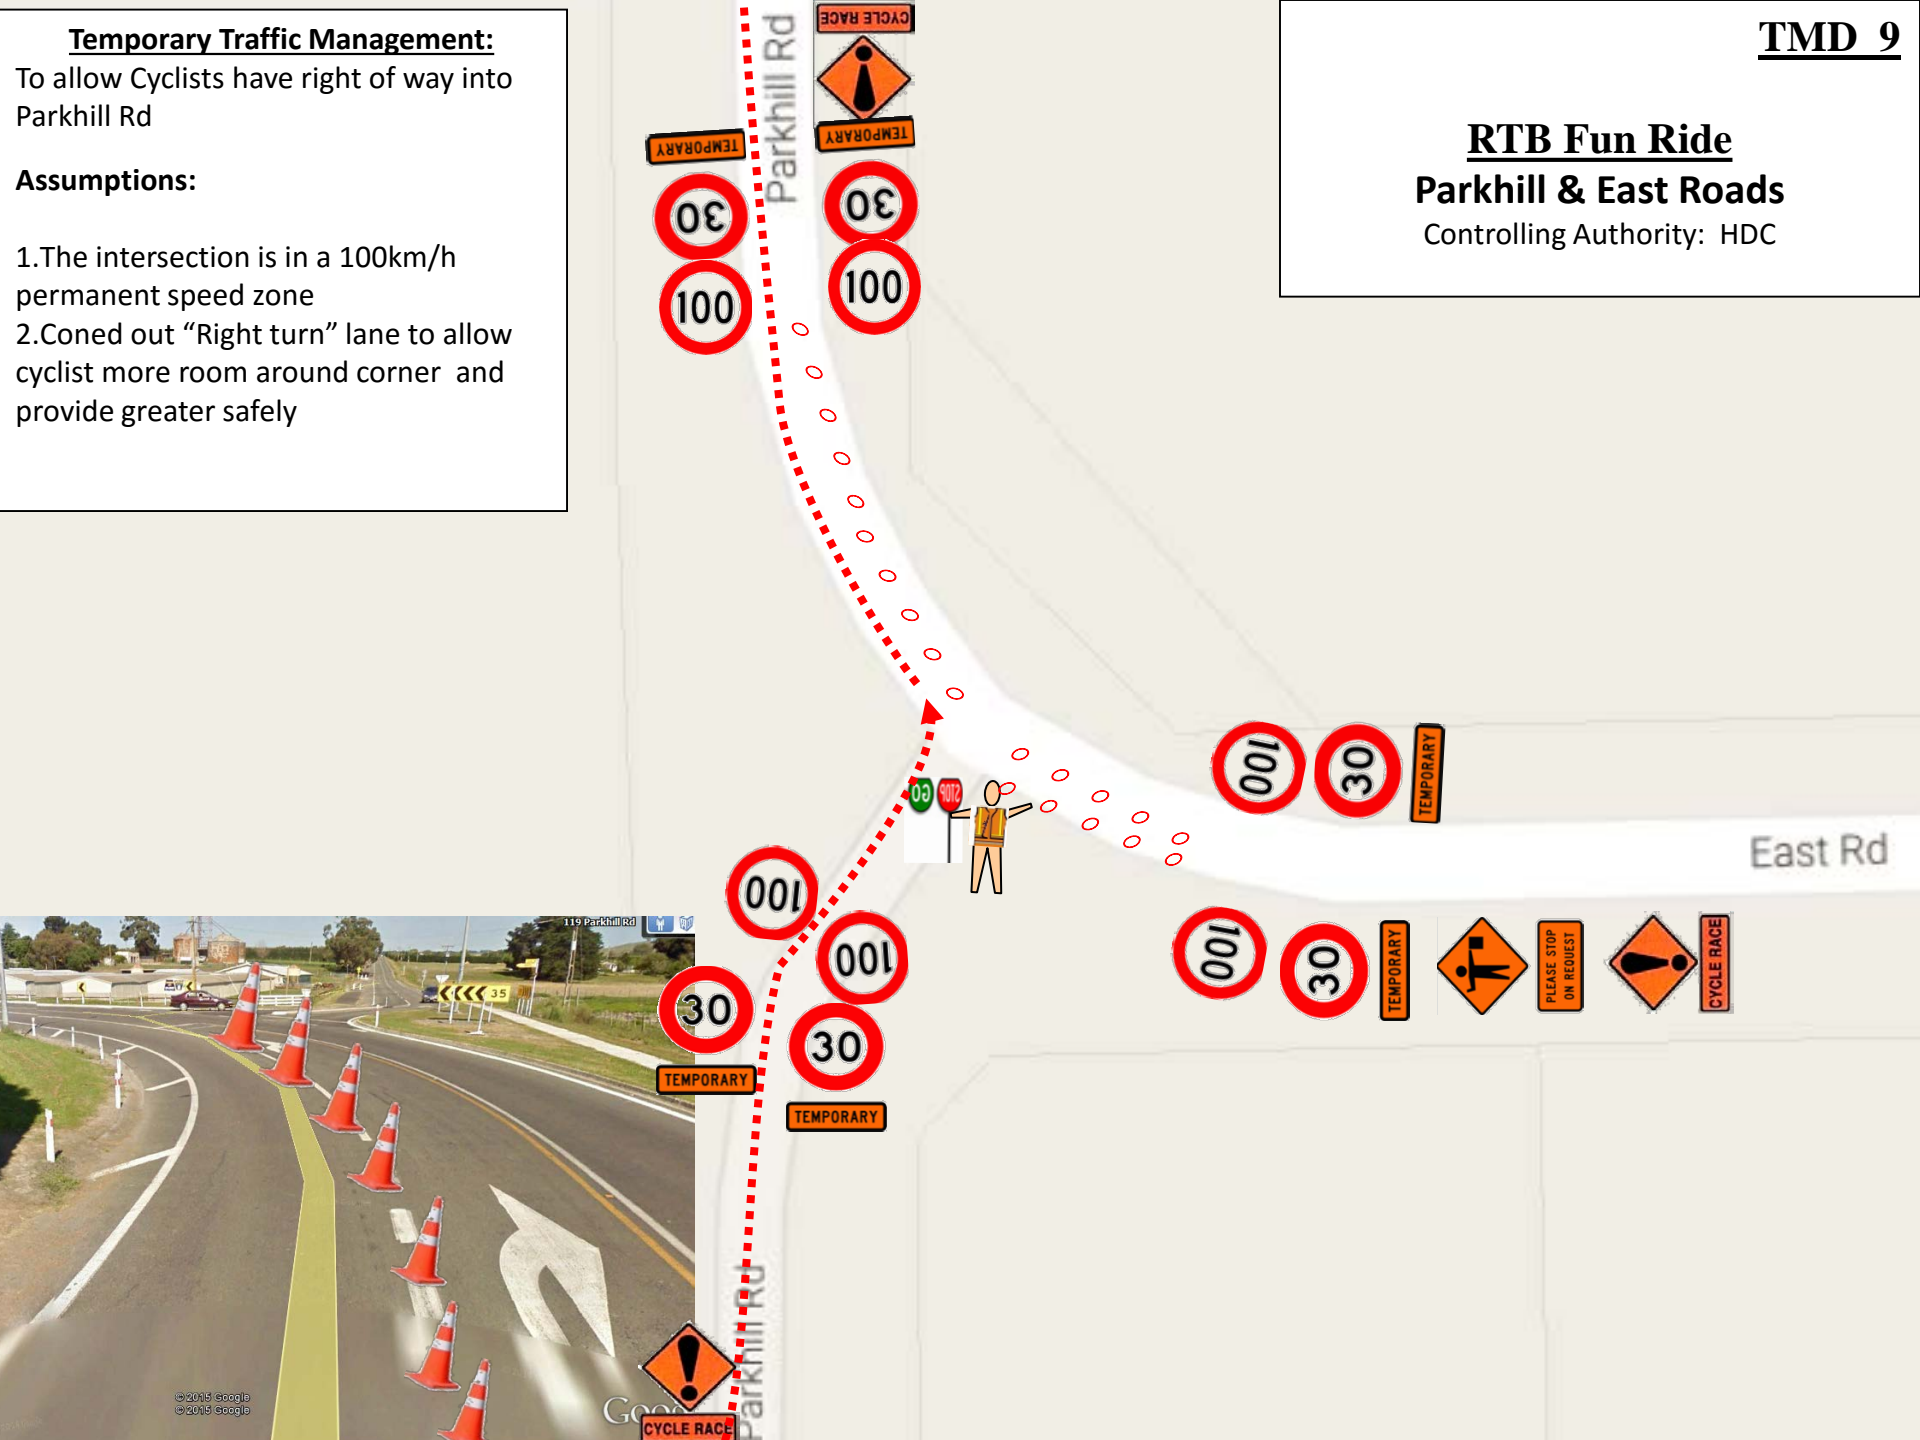 Temporary Traffic Management:
To allow Cyclists have right of way into
Parkhill Rd
Assumptions:
1.The intersection is in a 100km/h
permanent speed zone
2.Coned out “Right turn” lane to allow
cyclist more room around corner and
provide greater safely
TMD 9
RTB Fun Ride
Parkhill & East Roads
Controlling Authority: HDC
Parkhill Rd
CYCLE RACE
TEMPORARY
30
100
TEMPORARY
30
100
100
30
TEMPORARY
East Rd
GO
STOP
100
100
30
TEMPORARY
30
TEMPORARY
100
30
TEMPORARY
PLEASE STOP
ON REQUEST
CYCLE RACE
119 Parkhill Rd
35
© 2015 Google
© 2015 Google
CYCLE RACE
Parkhill Rd